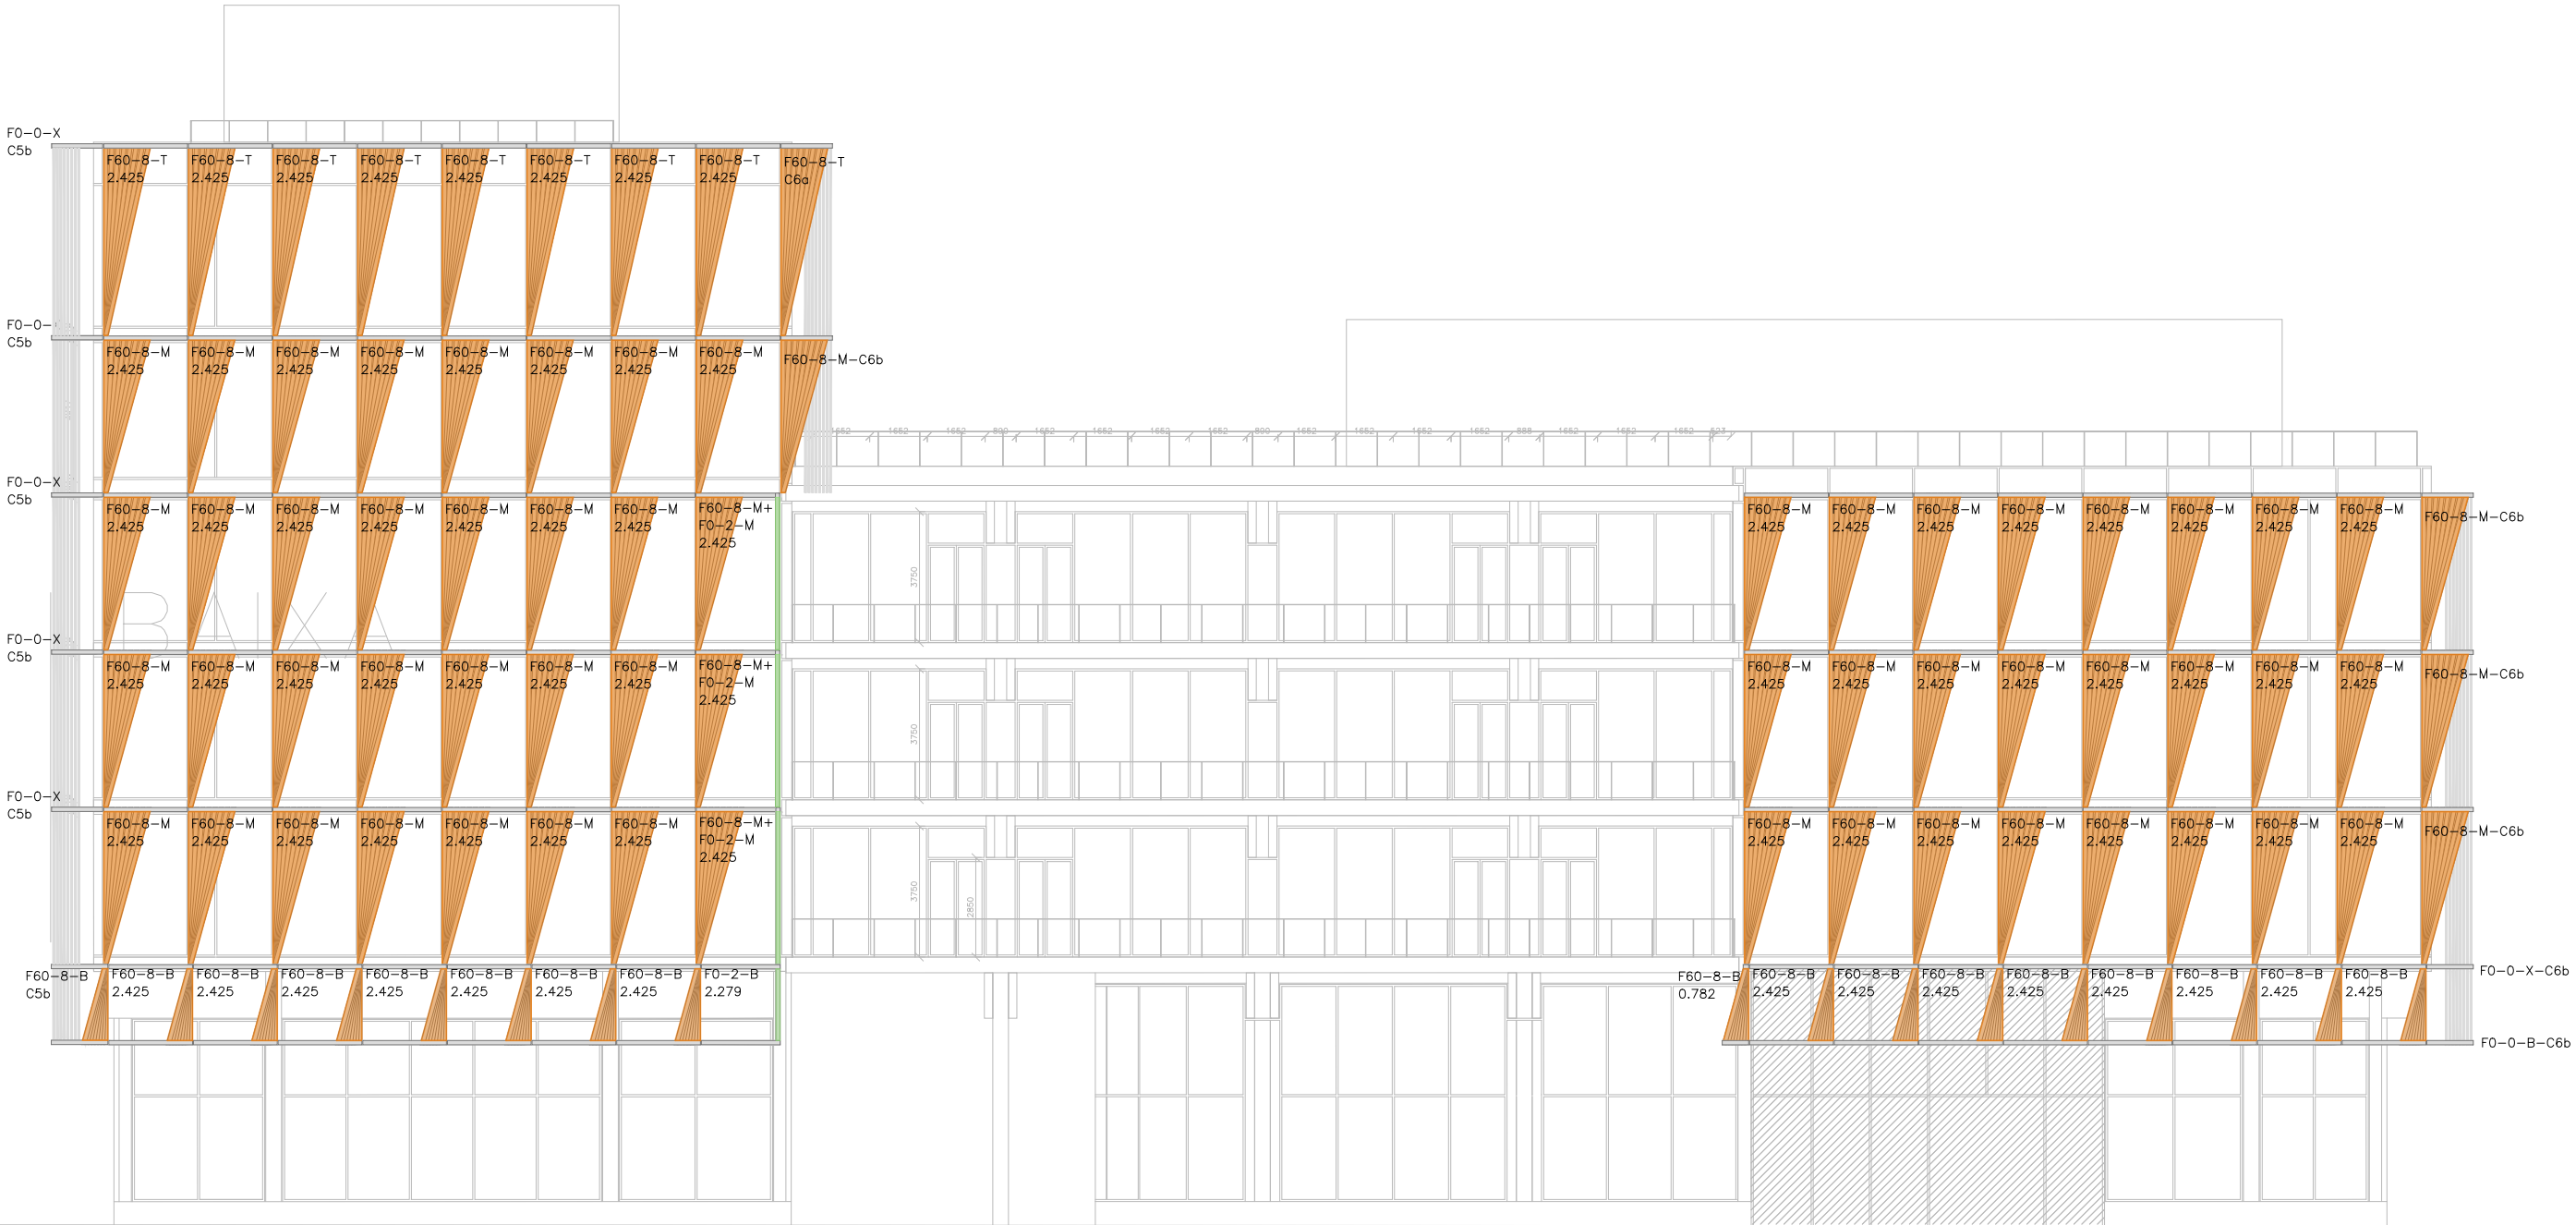 F0-0-X
C5b
F60-8-T F60-8-T F60-8-T F60-8-T F60-8-T F60-8-T F60-8-T F60-8-T F60-8-T
2.425 2.425 2.425 2.425 2.425 2.425 2.425 2.425 C6a
F0-0-
C5b
F60-8-M F60-8-M F60-8-M F60-8-M F60-8-M F60-8-M F60-8-M F60-8-M F60-8-M-C6b
2.425 2.425 2.425 2.425 2.425 2.425 2.425 2.425
1652 1652 1652 1652 1652 1652 1652 800 1652 1652 1652 1652 1652 1652 1652
F0-0-X
C5b
F60-8-M F60-8-M F60-8-M F60-8-M F60-8-M F60-8-M F60-8-M F60-8-M+
2.425 2.425 2.425 2.425 2.425 2.425 2.425 F0-2-M
2.425
F60-8-M F60-8-M F60-8-M F60-8-M F60-8-M F60-8-M F60-8-M F60-8-M F60-8-M-C6b
2.425 2.425 2.425 2.425 2.425 2.425 2.425 2.425
3750
BAIXA
F0-0-X
C5b
F60-8-M F60-8-M F60-8-M F60-8-M F60-8-M F60-8-M F60-8-M F60-8-M+
2.425 2.425 2.425 2.425 2.425 2.425 2.425 F0-2-M
2.425
F60-8-M F60-8-M F60-8-M F60-8-M F60-8-M F60-8-M F60-8-M F60-8-M F60-8-M-C6b
2.425 2.425 2.425 2.425 2.425 2.425 2.425 2.425
3750
F0-0-X
C5b
F60-8-M F60-8-M F60-8-M F60-8-M F60-8-M F60-8-M F60-8-M F60-8-M+
2.425 2.425 2.425 2.425 2.425 2.425 2.425 F0-2-M
2.425
F60-8-M F60-8-M F60-8-M F60-8-M F60-8-M F60-8-M F60-8-M F60-8-M F60-8-M-C6b
2.425 2.425 2.425 2.425 2.425 2.425 2.425 2.425
3750
2850
F60-8-B F60-8-B F60-8-B F60-8-B F60-8-B F60-8-B F60-8-B F60-8-B F0-2-B
C5b 2.425 2.425 2.425 2.425 2.425 2.425 2.425 2.279
F60-8-B F60-8-B F60-8-B F60-8-B F60-8-B F60-8-B F60-8-B F60-8-B F60-8-B F0-0-X-C6b
0.782 2.425 2.425 2.425 2.425 2.425 2.425 2.425 2.425
F0-0-B-C6b